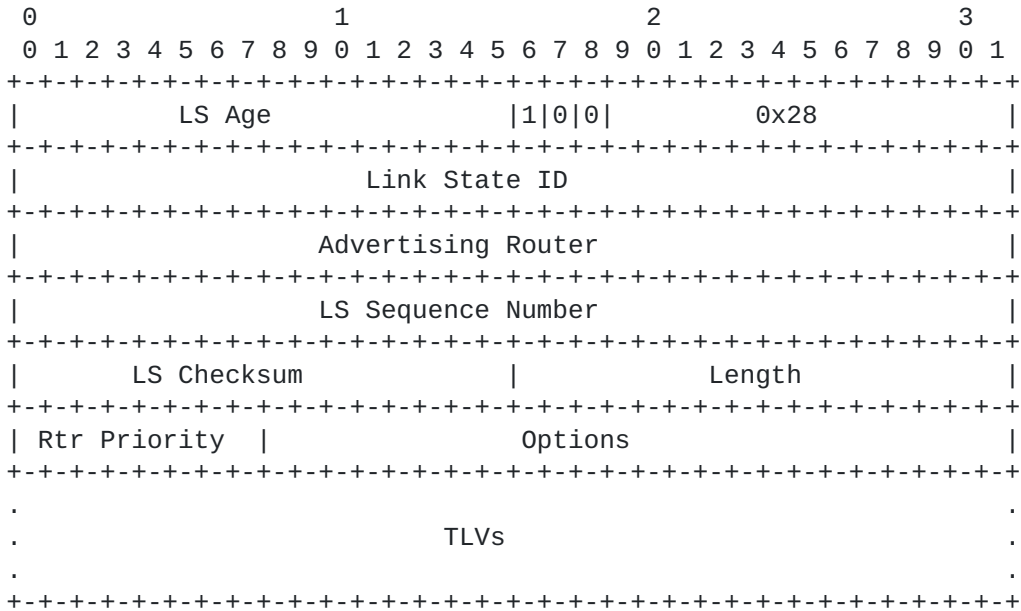 0                   1                   2                   3
 0 1 2 3 4 5 6 7 8 9 0 1 2 3 4 5 6 7 8 9 0 1 2 3 4 5 6 7 8 9 0 1
+-+-+-+-+-+-+-+-+-+-+-+-+-+-+-+-+-+-+-+-+-+-+-+-+-+-+-+-+-+-+-+-+
|          LS Age               |1|0|0|         0x28            |
+-+-+-+-+-+-+-+-+-+-+-+-+-+-+-+-+-+-+-+-+-+-+-+-+-+-+-+-+-+-+-+-+
|                      Link State ID                            |
+-+-+-+-+-+-+-+-+-+-+-+-+-+-+-+-+-+-+-+-+-+-+-+-+-+-+-+-+-+-+-+-+
|                   Advertising Router                          |
+-+-+-+-+-+-+-+-+-+-+-+-+-+-+-+-+-+-+-+-+-+-+-+-+-+-+-+-+-+-+-+-+
|                   LS Sequence Number                          |
+-+-+-+-+-+-+-+-+-+-+-+-+-+-+-+-+-+-+-+-+-+-+-+-+-+-+-+-+-+-+-+-+
|       LS Checksum             |            Length             |
+-+-+-+-+-+-+-+-+-+-+-+-+-+-+-+-+-+-+-+-+-+-+-+-+-+-+-+-+-+-+-+-+
| Rtr Priority  |                Options                        |
+-+-+-+-+-+-+-+-+-+-+-+-+-+-+-+-+-+-+-+-+-+-+-+-+-+-+-+-+-+-+-+-+
.                                                               .
.                           TLVs                                .
.                                                               .
+-+-+-+-+-+-+-+-+-+-+-+-+-+-+-+-+-+-+-+-+-+-+-+-+-+-+-+-+-+-+-+-+